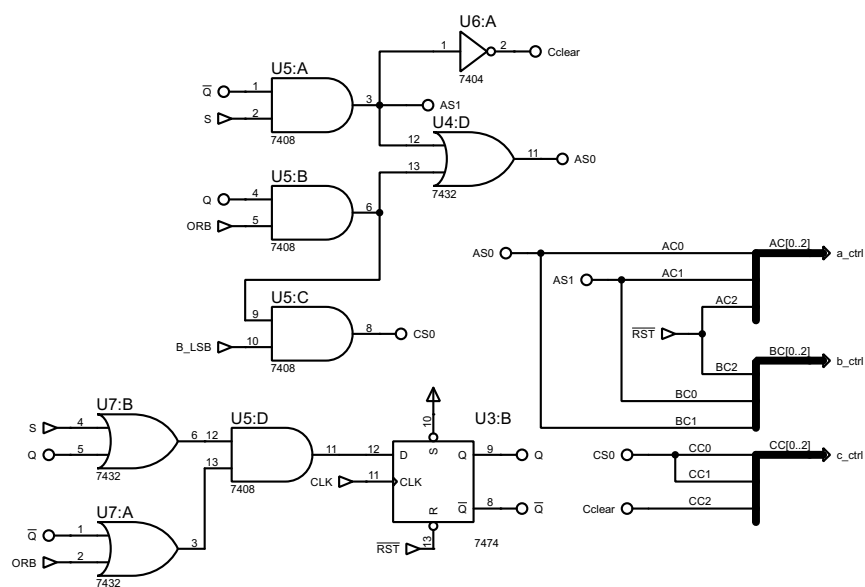 U6:A
1
2
Cclear
7404
U5:A
Q
1
S
2
3
AS1
7408
U4:D
12
13
11
AS0
7432
U5:B
Q
4
ORB
5
6
7408
U5:C
9
B_LSB
10
8
CS0
7408
AS0
AC0
AC[0..2]
a_ctrl
AS1
AC1
AC2
RST
BC2
BC[0..2]
b_ctrl
BC0
BC1
U7:B
S
4
Q
5
6
7432
U5:D
12
13
11
7408
U3:B
10
12
D
S
Q
9
Q
CLK
11
CLK
Q
8
Q
R
13
RST
7474
U7:A
Q
1
ORB
2
3
7432
CS0
CC0
CC[0..2]
c_ctrl
CC1
Cclear
CC2